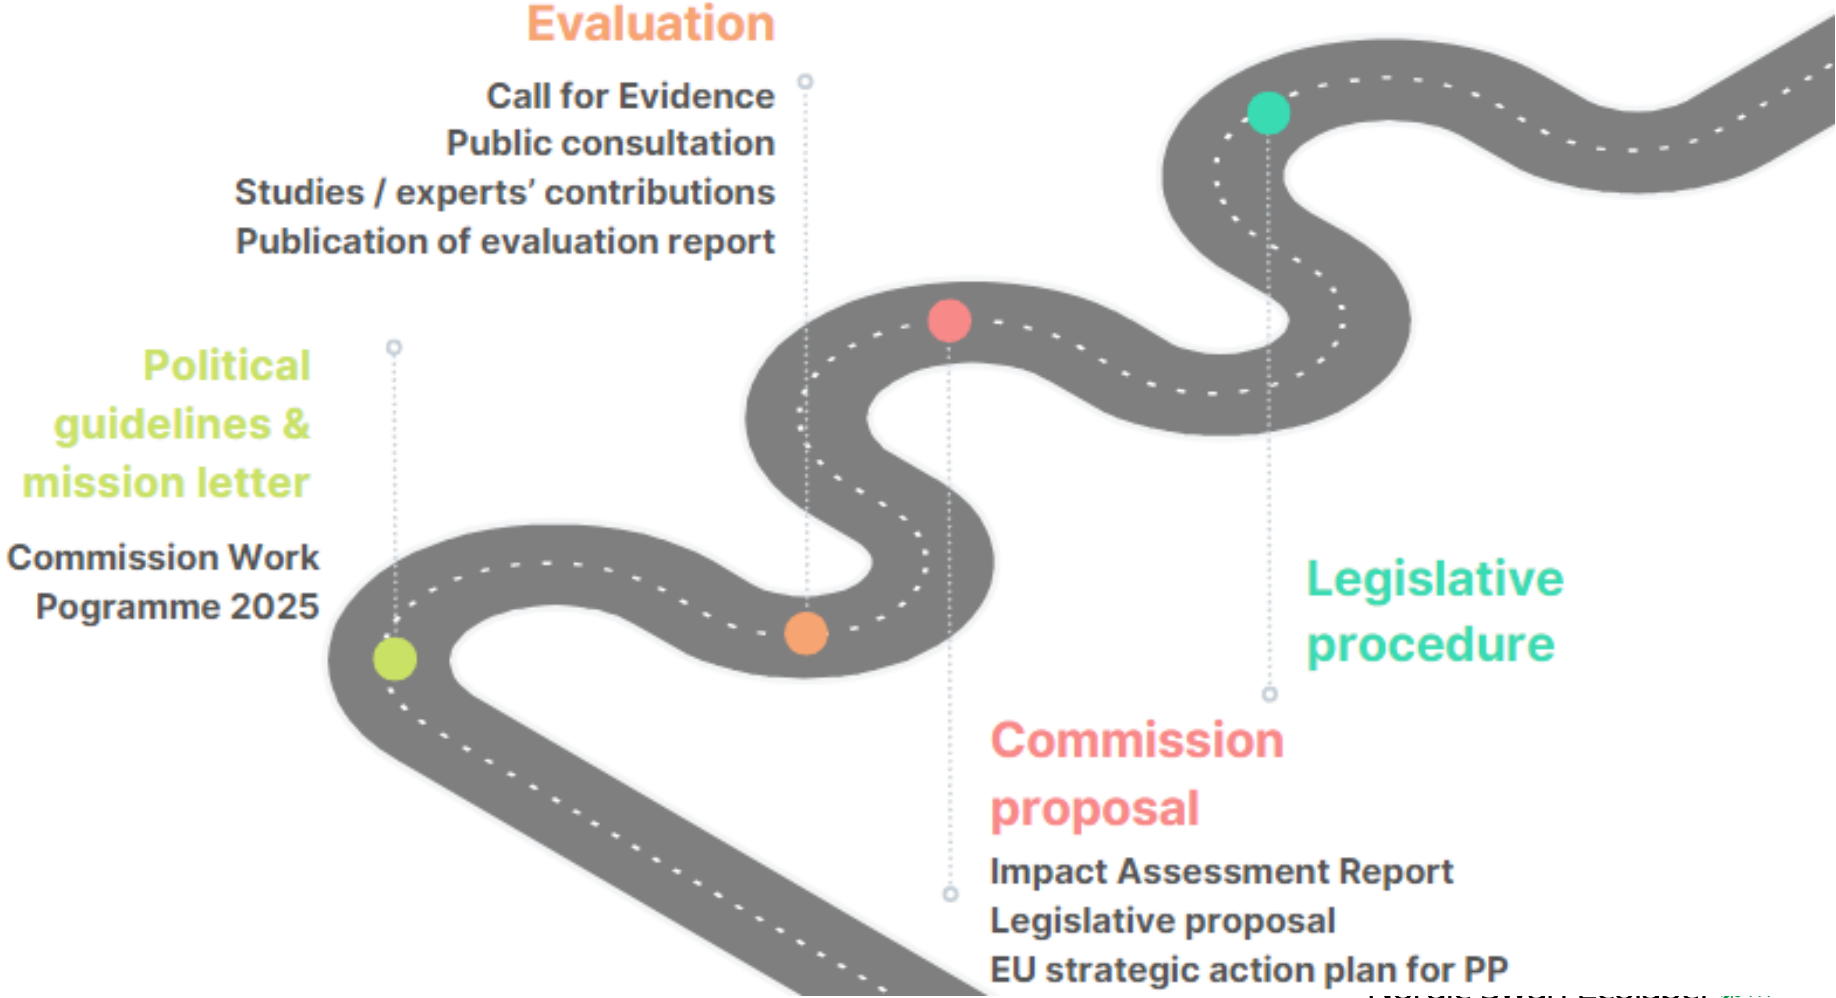 Evaluation
Call for Evidence
Public consultation
Studies / experts’ contributions
Publication of evaluation report
Political
guidelines &
mission letter
Commission Work
Pogramme 2025
Legislative
procedure
Commission
proposal
Impact Assessment Report
Legislative proposal
EU strategic action plan for PP